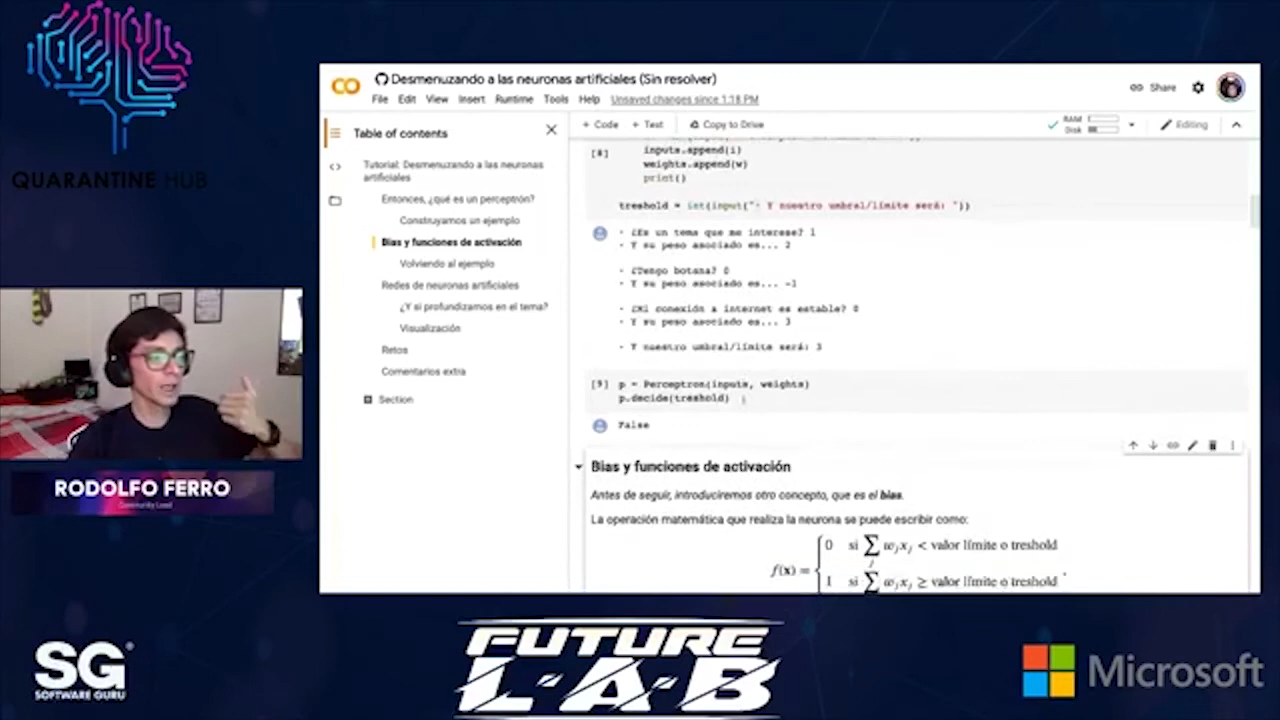 QUARANTINE HUB
Desmenuzando a las neuronas artificiales (Sin resolver)
File Edit View Insert Runtime Tools Help Unsaved changes since 1:18 PM
Share
Table of contents
+ Code + Text Copy to Drive
RAM
Disk
Editing
Tutorial: Desmenuzando a las neuronas
artificiales
Entonces, ¿qué es un perceptrón?
Construyamos un ejemplo
Bias y funciones de activación
Volviendo al ejemplo
Redes de neuronas artificiales
¿Y si profundizamos en el tema?
Visualización
Retos
Comentarios extra
Section
[8]
inputs.append(i)
weights.append(w)
print()
treshold = int(input("- Y nuestro umbral/límite será: "))
- ¿Es un tema que me interese? 1
- Y su peso asociado es... 2
- ¿Tengo botana? 0
- Y su peso asociado es... -1
- ¿Mi conexión a internet es estable? 0
- Y su peso asociado es... 3
- Y nuestro umbral/límite será: 3
[9] p = Perceptron(inputs, weights)
p.decide(treshold)
False
Bias y funciones de activación
Antes de seguir, introduciremos otro concepto, que es el bias.
La operación matemática que realiza la neurona se puede escribir como:
f(x) = { 0 si ∑j wjxj < valor límite o treshold
1 si ∑j wjxj ≥ valor límite o treshold .
RODOLFO FERRO
Community Lead
SG
SOFTWARE GURU
FUTURE
L·A·B
Microsoft